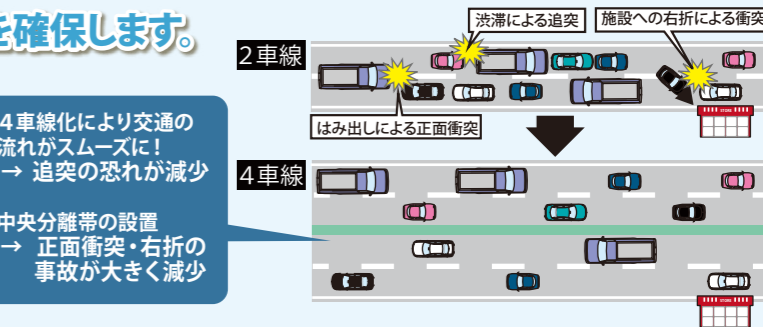 を確保します。
渋滞による追突
施設への右折による衝突
2車線
はみ出しによる正面衝突
4車線化により交通の
流れがスムーズに!
→ 追突の恐れが減少
4車線
中央分離帯の設置
→ 正面衝突・右折の
事故が大きく減少
STORE
STORE